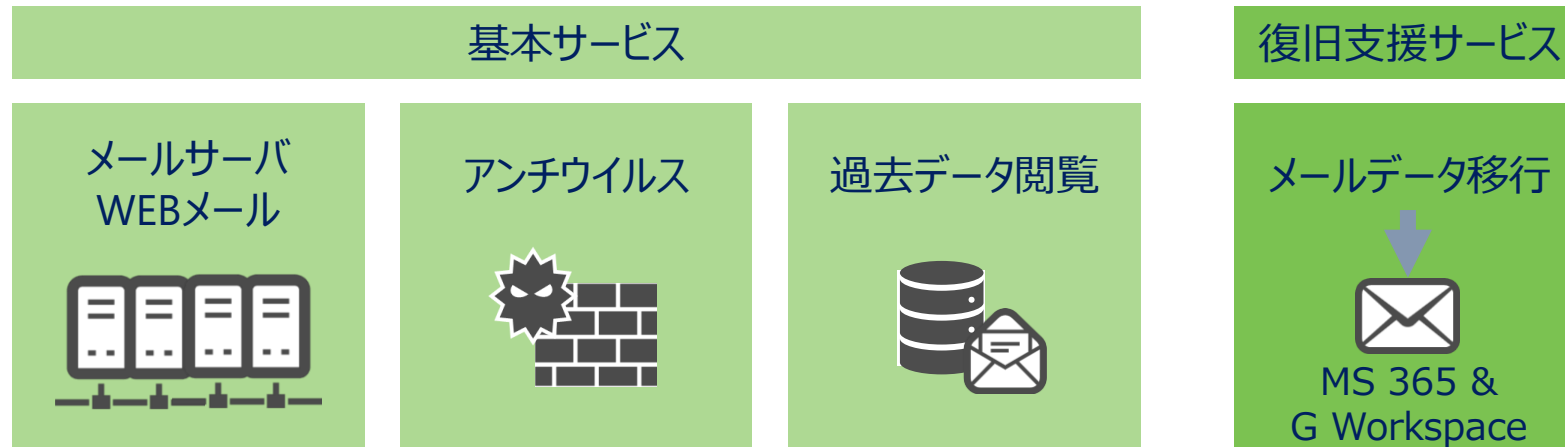 基本サービス
復旧支援サービス
メールサーバ
WEBメール
アンチウイルス
過去データ閲覧
メールデータ移行
MS 365 &
G Workspace